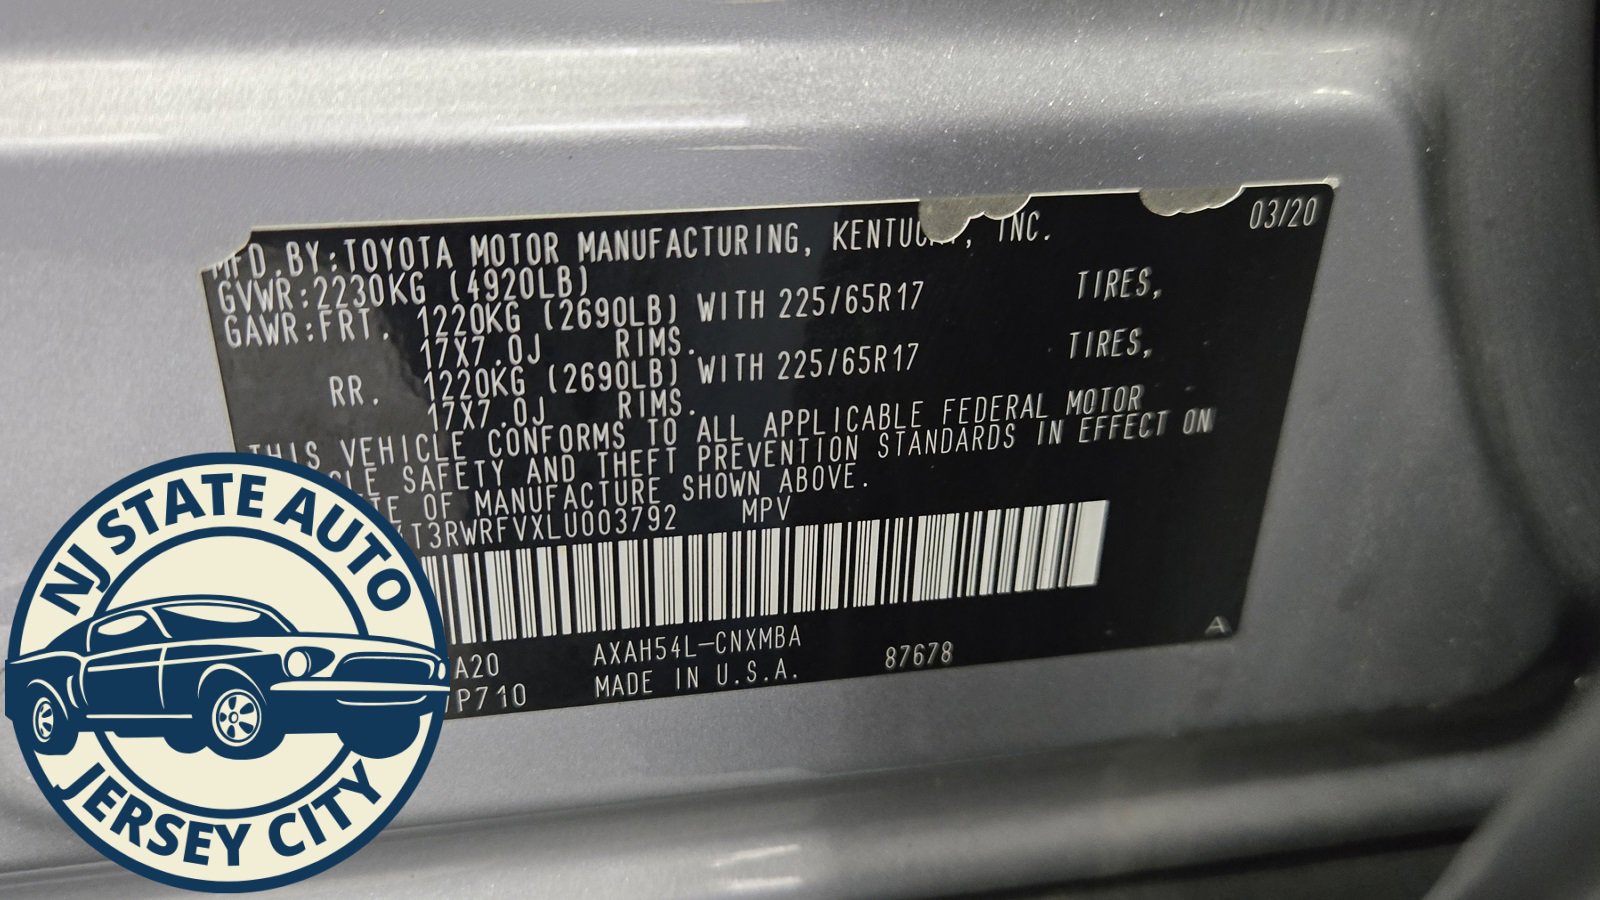 MFD.BY:TOYOTA MOTOR MANUFACTURING, KENTUCKY, INC. 03/20
GVWR:2230KG (4920LB)
GAWR:FRT. 1220KG (2690LB) WITH 225/65R17 TIRES,
17X7.0J RIMS.
RR. 1220KG (2690LB) WITH 225/65R17 TIRES,
17X7.0J RIMS.
THIS VEHICLE CONFORMS TO ALL APPLICABLE FEDERAL MOTOR
SAFETY AND THEFT PREVENTION STANDARDS IN EFFECT ON
OF MANUFACTURE SHOWN ABOVE.
T3RWRFVXLU003792 MPV
A20 AXAH54L-CNXMBA 87678 A
P710 MADE IN U.S.A.
NJ STATE AUTO
JERSEY CITY